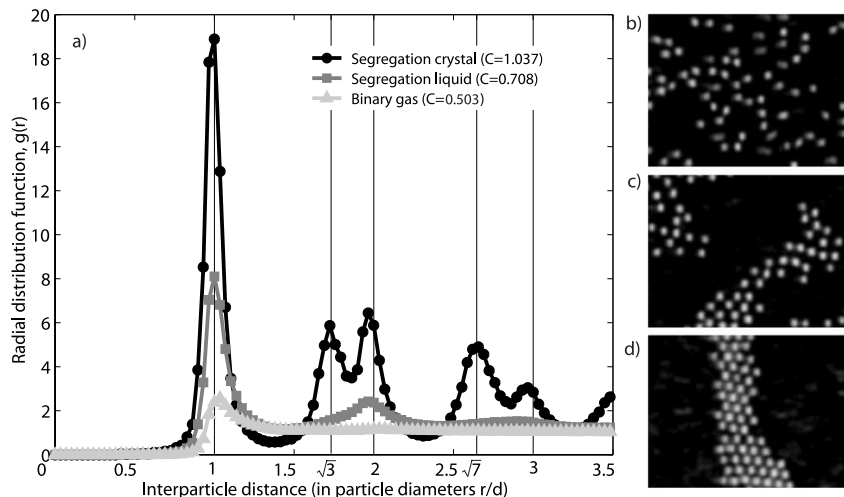 a)
Radial distribution function, g(r)
20
18
16
14
12
10
8
6
4
2
0
Segregation crystal (C=1.037)
Segregation liquid (C=0.708)
Binary gas (C=0.503)
0 0.5 1 1.5 √3 2 2.5 √7 3 3.5
Interparticle distance (in particle diameters r/d)
b)
c)
d)